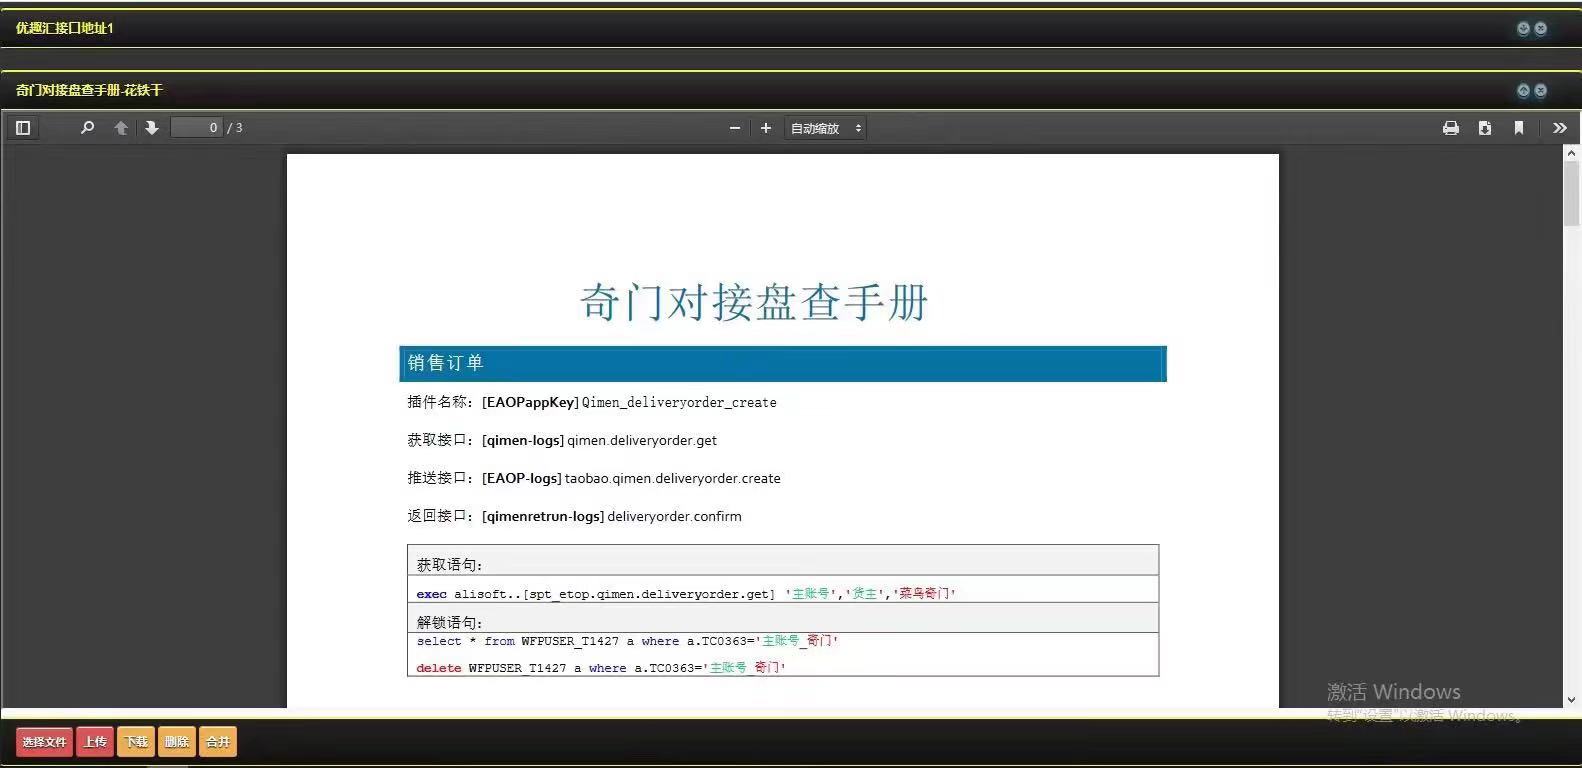 优趣汇接口地址1
奇门对接盘查手册-花铁干
0 / 3
自动缩放
奇门对接盘查手册
销售订单
插件名称：[EAOPappKey] Qimen_deliveryorder_create
获取接口：[qimen-logs] qimen.deliveryorder.get
推送接口：[EAOP-logs] taobao.qimen.deliveryorder.create
返回接口：[qimenretrun-logs] deliveryorder.confirm
获取语句：
exec alisoft..[spt_etop.qimen.deliveryorder.get] '主账号','货主','菜鸟奇门'
解锁语句：
select * from WFPUSER_T1427 a where a.TC0363='主账号_奇门'
delete WFPUSER_T1427 a where a.TC0363='主账号_奇门'
激活 Windows
转到"设置"以激活 Windows。
选择文件 上传 下载 删除 合并